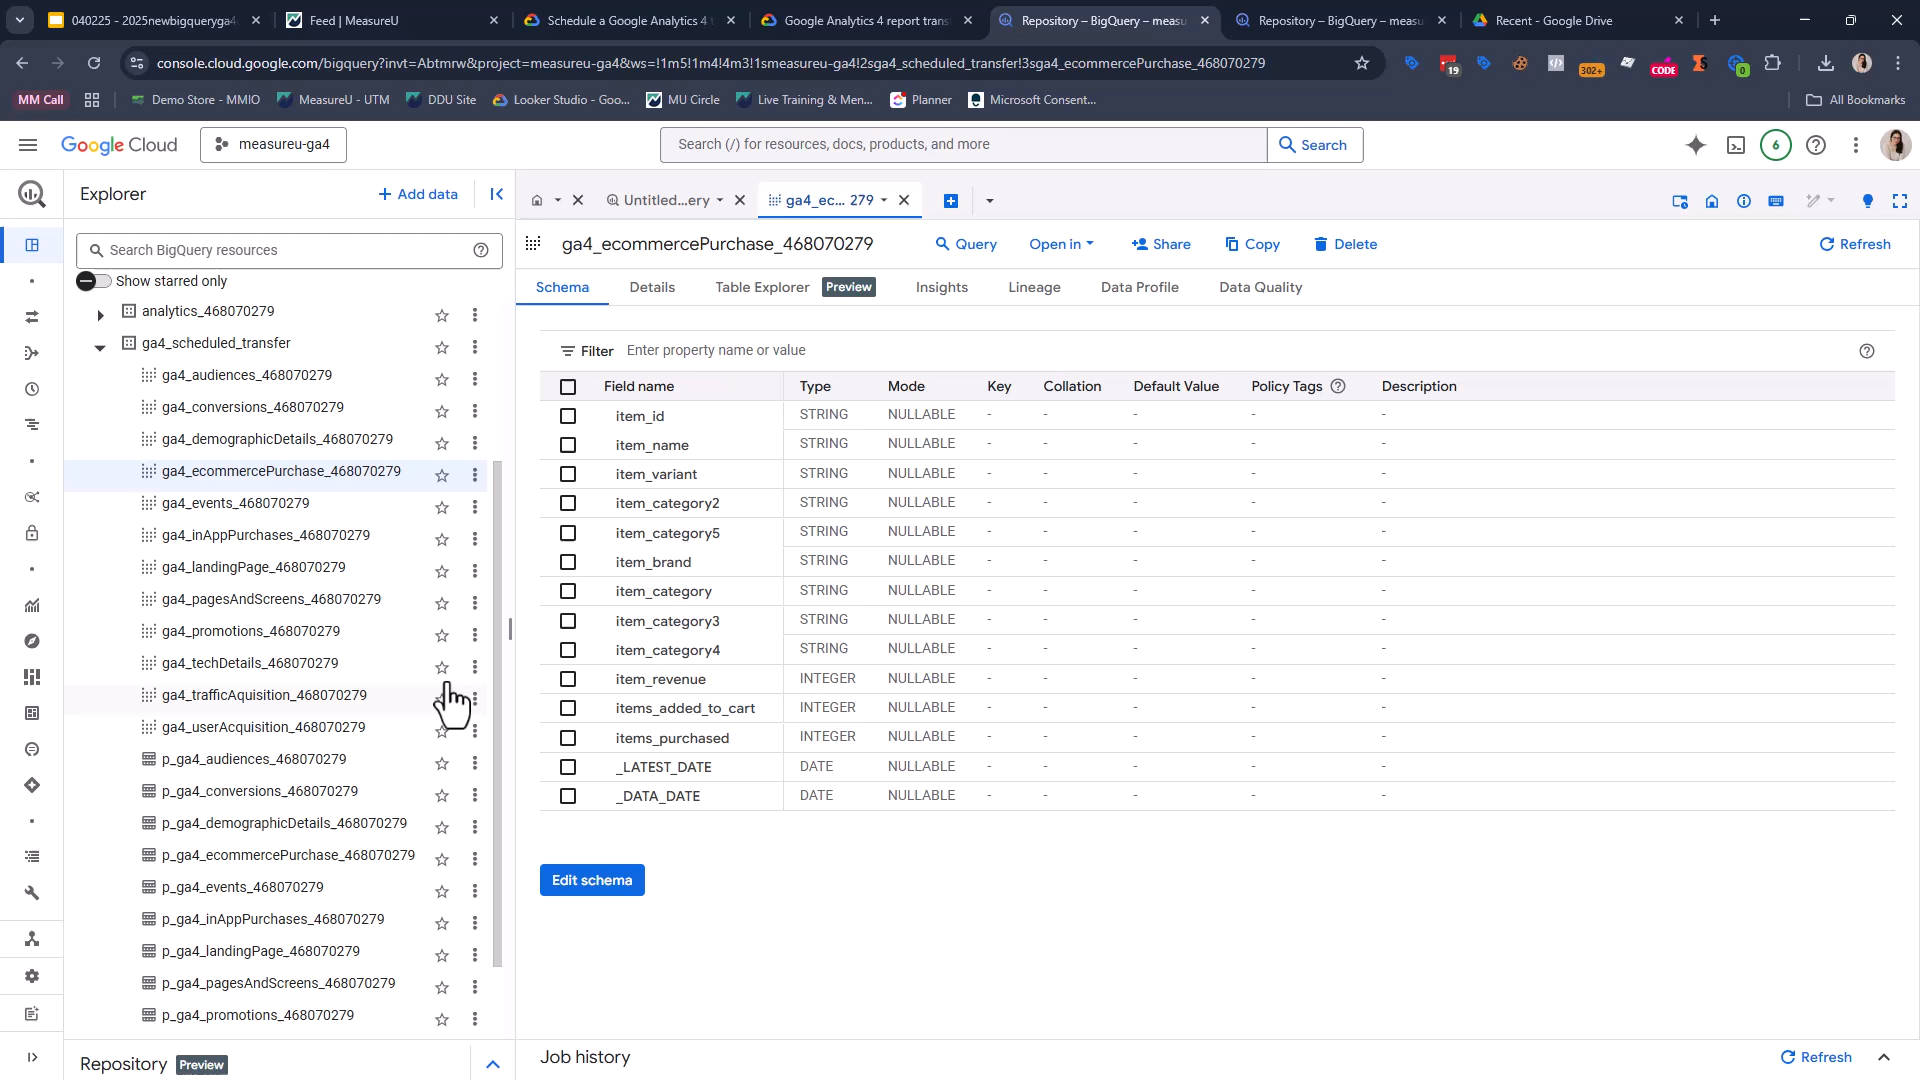 040225 - 2025newbigqueryga4
Feed | MeasureU
Schedule a Google Analytics 4 t
Google Analytics 4 report trans
Repository – BigQuery – measu
Repository – BigQuery – measu
Recent - Google Drive
console.cloud.google.com/bigquery?invt=Abtmrw&project=measureu-ga4&ws=!1m5!1m4!4m3!1smeasureu-ga4!2sga4_scheduled_transfer!3sga4_ecommercePurchase_468070279
19
302+
CODE
0
MM Call
Demo Store - MMIO
MeasureU - UTM
DDU Site
Looker Studio - Goo...
MU Circle
Live Training & Men...
Planner
Microsoft Consent...
All Bookmarks
Google Cloud
measureu-ga4
Search (/) for resources, docs, products, and more
Search
6
Explorer
+ Add data
Untitled...ery
ga4_ec... 279
Search BigQuery resources
ga4_ecommercePurchase_468070279
Query
Open in
Share
Copy
Delete
Refresh
Show starred only
Schema
Details
Table Explorer
Preview
Insights
Lineage
Data Profile
Data Quality
analytics_468070279
ga4_scheduled_transfer
ga4_audiences_468070279
ga4_conversions_468070279
ga4_demographicDetails_468070279
ga4_ecommercePurchase_468070279
ga4_events_468070279
ga4_inAppPurchases_468070279
ga4_landingPage_468070279
ga4_pagesAndScreens_468070279
ga4_promotions_468070279
ga4_techDetails_468070279
ga4_trafficAquisition_468070279
ga4_userAcquisition_468070279
p_ga4_audiences_468070279
p_ga4_conversions_468070279
p_ga4_demographicDetails_468070279
p_ga4_ecommercePurchase_468070279
p_ga4_events_468070279
p_ga4_inAppPurchases_468070279
p_ga4_landingPage_468070279
p_ga4_pagesAndScreens_468070279
p_ga4_promotions_468070279
Repository Preview
Filter Enter property name or value
Field name Type Mode Key Collation Default Value Policy Tags Description
item_id STRING NULLABLE - - - - -
item_name STRING NULLABLE - - - - -
item_variant STRING NULLABLE - - - - -
item_category2 STRING NULLABLE - - - - -
item_category5 STRING NULLABLE - - - - -
item_brand STRING NULLABLE - - - - -
item_category STRING NULLABLE - - - - -
item_category3 STRING NULLABLE - - - - -
item_category4 STRING NULLABLE - - - - -
item_revenue INTEGER NULLABLE - - - - -
items_added_to_cart INTEGER NULLABLE - - - - -
items_purchased INTEGER NULLABLE - - - - -
_LATEST_DATE DATE NULLABLE - - - - -
_DATA_DATE DATE NULLABLE - - - - -
Edit schema
Job history
Refresh